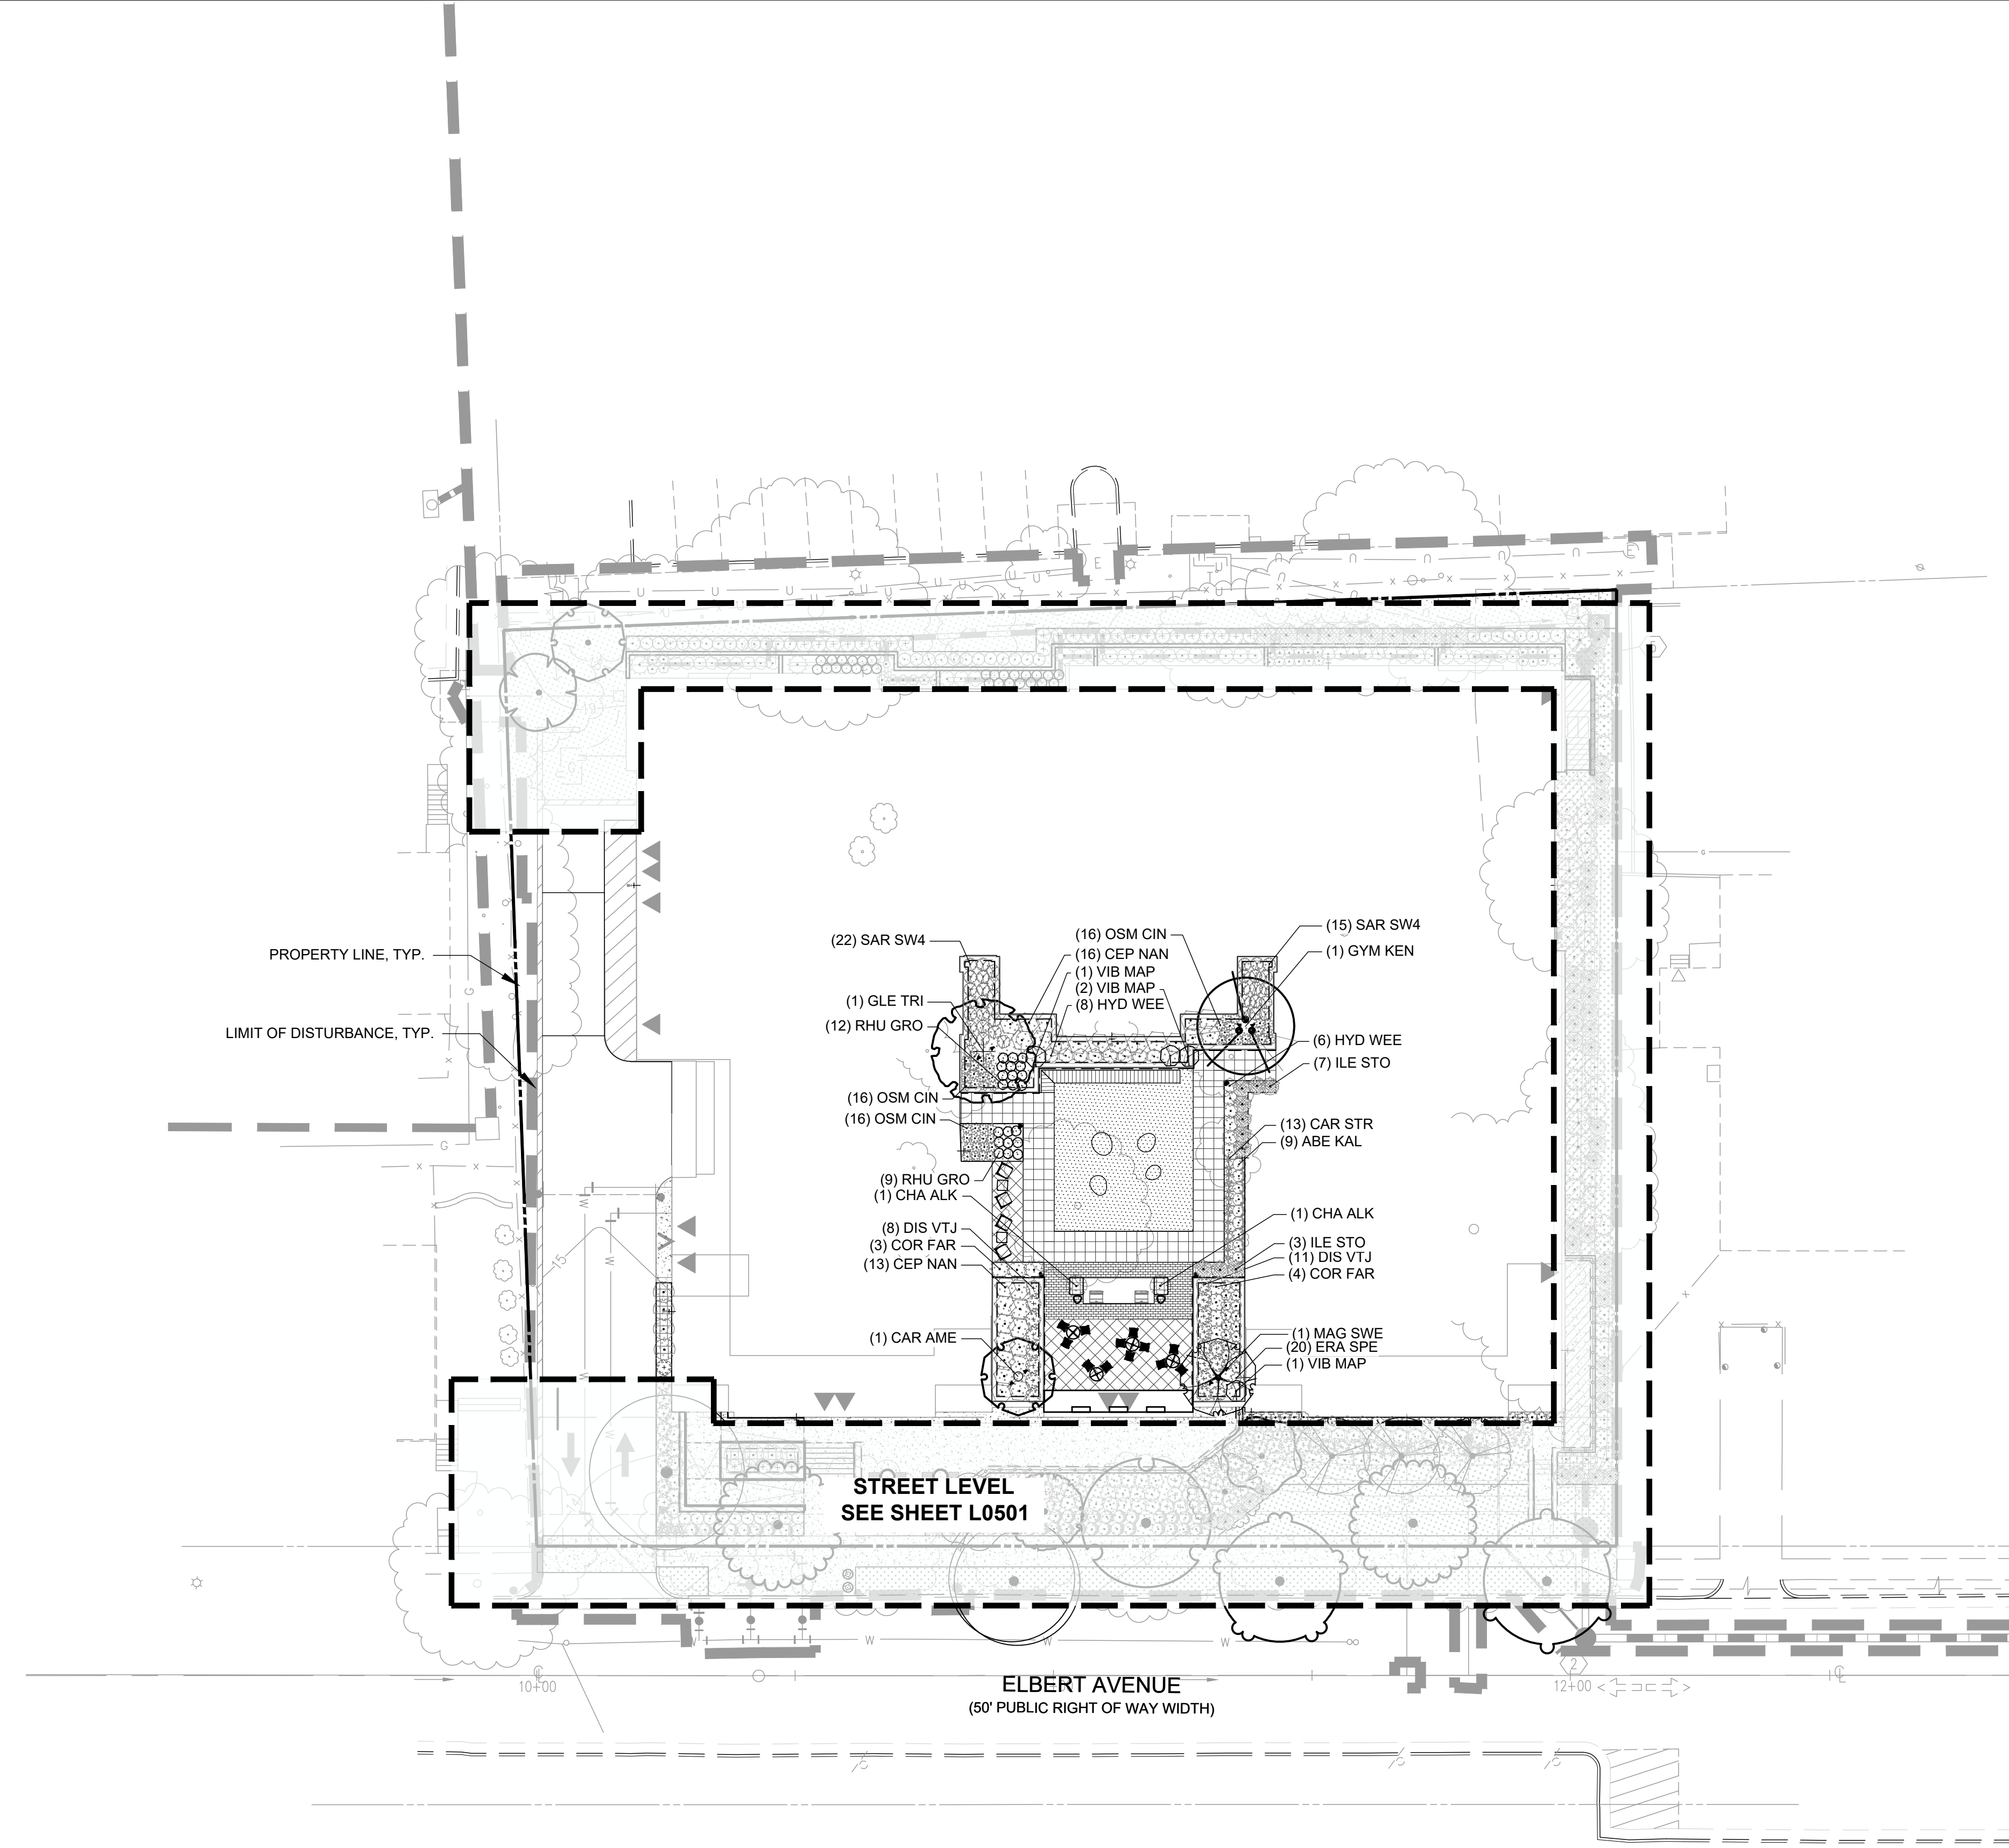 (22) SAR SW4
(16) OSM CIN
(16) CEP NAN
(1) VIB MAP
(2) VIB MAP
(8) HYD WEE
(15) SAR SW4
(1) GYM KEN
PROPERTY LINE, TYP.
LIMIT OF DISTURBANCE, TYP.
(1) GLE TRI
(12) RHU GRO
(6) HYD WEE
(7) ILE STO
(16) OSM CIN
(16) OSM CIN
(13) CAR STR
(9) ABE KAL
(9) RHU GRO
(1) CHA ALK
(1) CHA ALK
(8) DIS VTJ
(3) COR FAR
(13) CEP NAN
(3) ILE STO
(11) DIS VTJ
(4) COR FAR
(1) CAR AME
(1) MAG SWE
(20) ERA SPE
(1) VIB MAP
15
STREET LEVEL
SEE SHEET L0501
ELBERT AVENUE
(50' PUBLIC RIGHT OF WAY WIDTH)
10+00
12+00
2